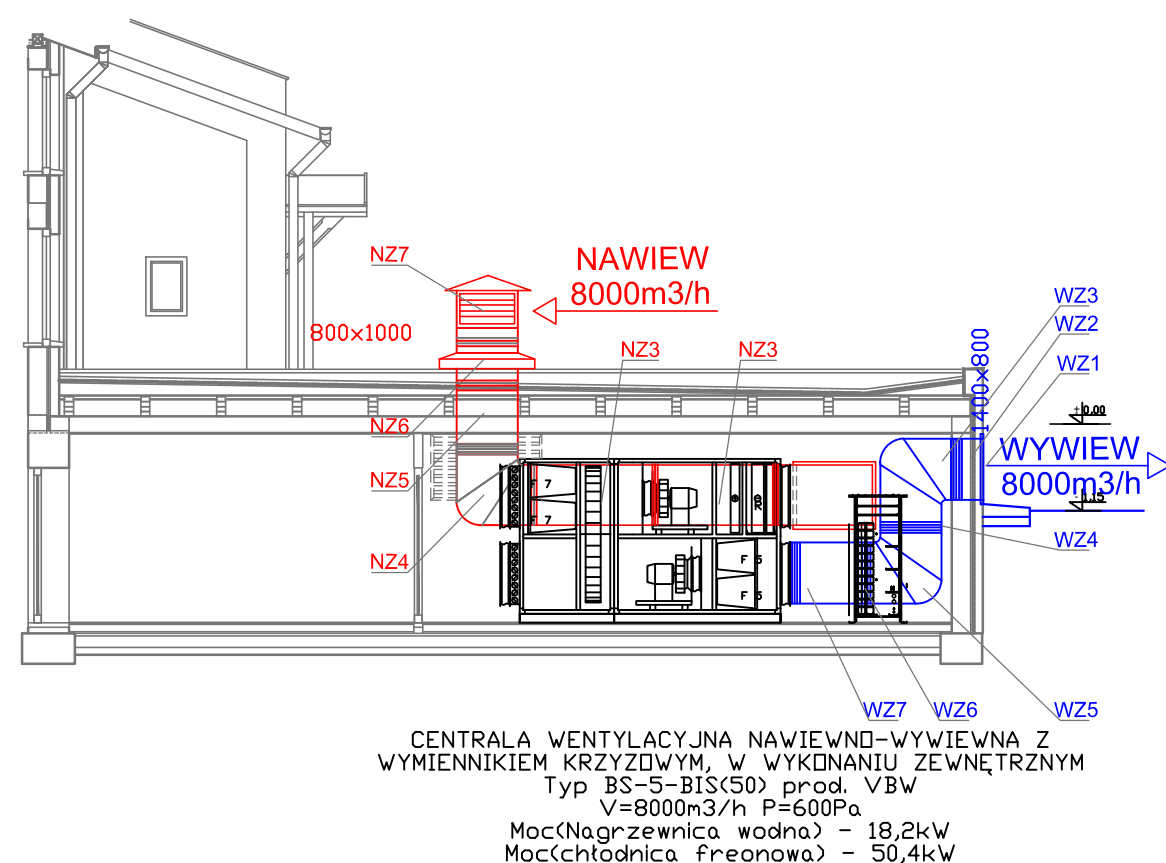 NZ7
NAWIEW
8000m3/h
800x1000
NZ3
NZ3
WZ3
WZ2
1400x800
WZ1
±0.00
NZ6
WYWIEW
8000m3/h
NZ5
F 7
F 7
WZ4
NZ4
F 5
F 5
WZ7
WZ6
WZ5
CENTRALA WENTYLACYJNA NAWIEWNO-WYWIEWNA Z
WYMIENNIKIEM KRZYZOWYM, W WYKONANIU ZEWNĘTRZNYM
Typ BS-5-BIS(50) prod. VBW
V=8000m3/h P=600Pa
Moc(Nagrzewnica wodna) - 18,2kW
Moc(chłodnica freonowa) - 50,4kW